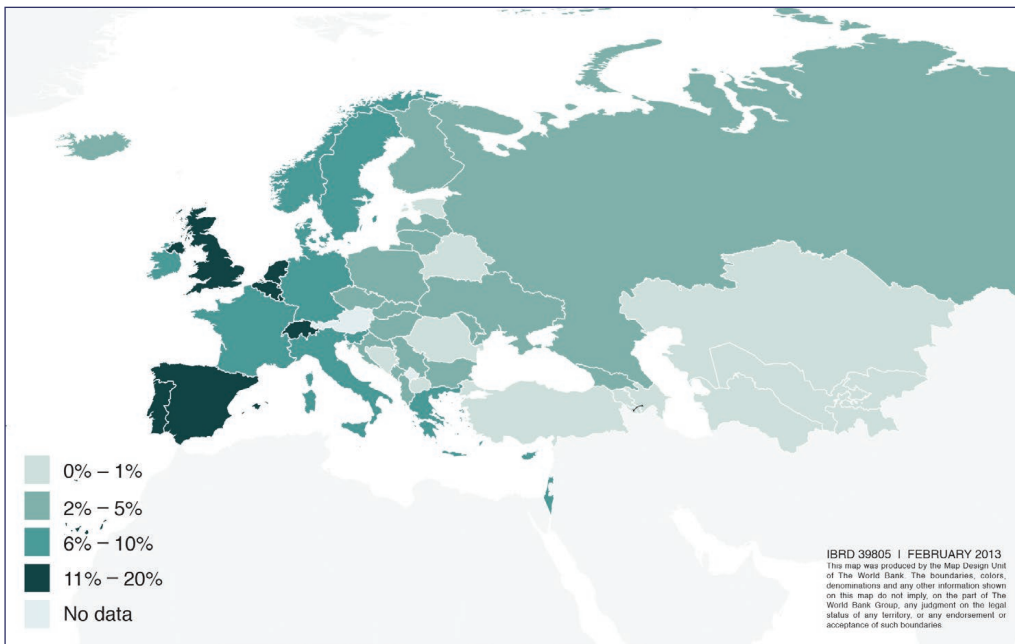 0% – 1%
2% – 5%
6% – 10%
11% – 20%
No data
IBRD 39805 | FEBRUARY 2013
This map was produced by the Map Design Unit
of The World Bank. The boundaries, colors,
denominations and any other information shown
on this map do not imply, on the part of The
World Bank Group, any judgment on the legal
status of any territory, or any endorsement or
acceptance of such boundaries.